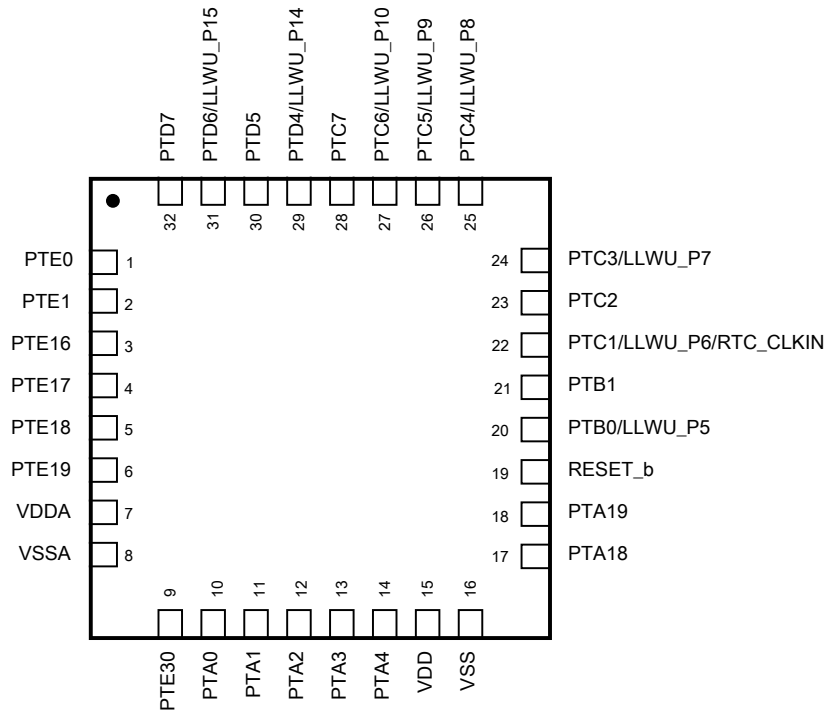 PTD7
PTD6/LLWU_P15
PTD5
PTD4/LLWU_P14
PTC7
PTC6/LLWU_P10
PTC5/LLWU_P9
PTC4/LLWU_P8
32
31
30
29
28
27
26
25
PTE0 1
PTE1 2
PTE16 3
PTE17 4
PTE18 5
PTE19 6
VDDA 7
VSSA 8
24 PTC3/LLWU_P7
23 PTC2
22 PTC1/LLWU_P6/RTC_CLKIN
21 PTB1
20 PTB0/LLWU_P5
19 RESET_b
18 PTA19
17 PTA18
9
10
11
12
13
14
15
16
PTE30
PTA0
PTA1
PTA2
PTA3
PTA4
VDD
VSS